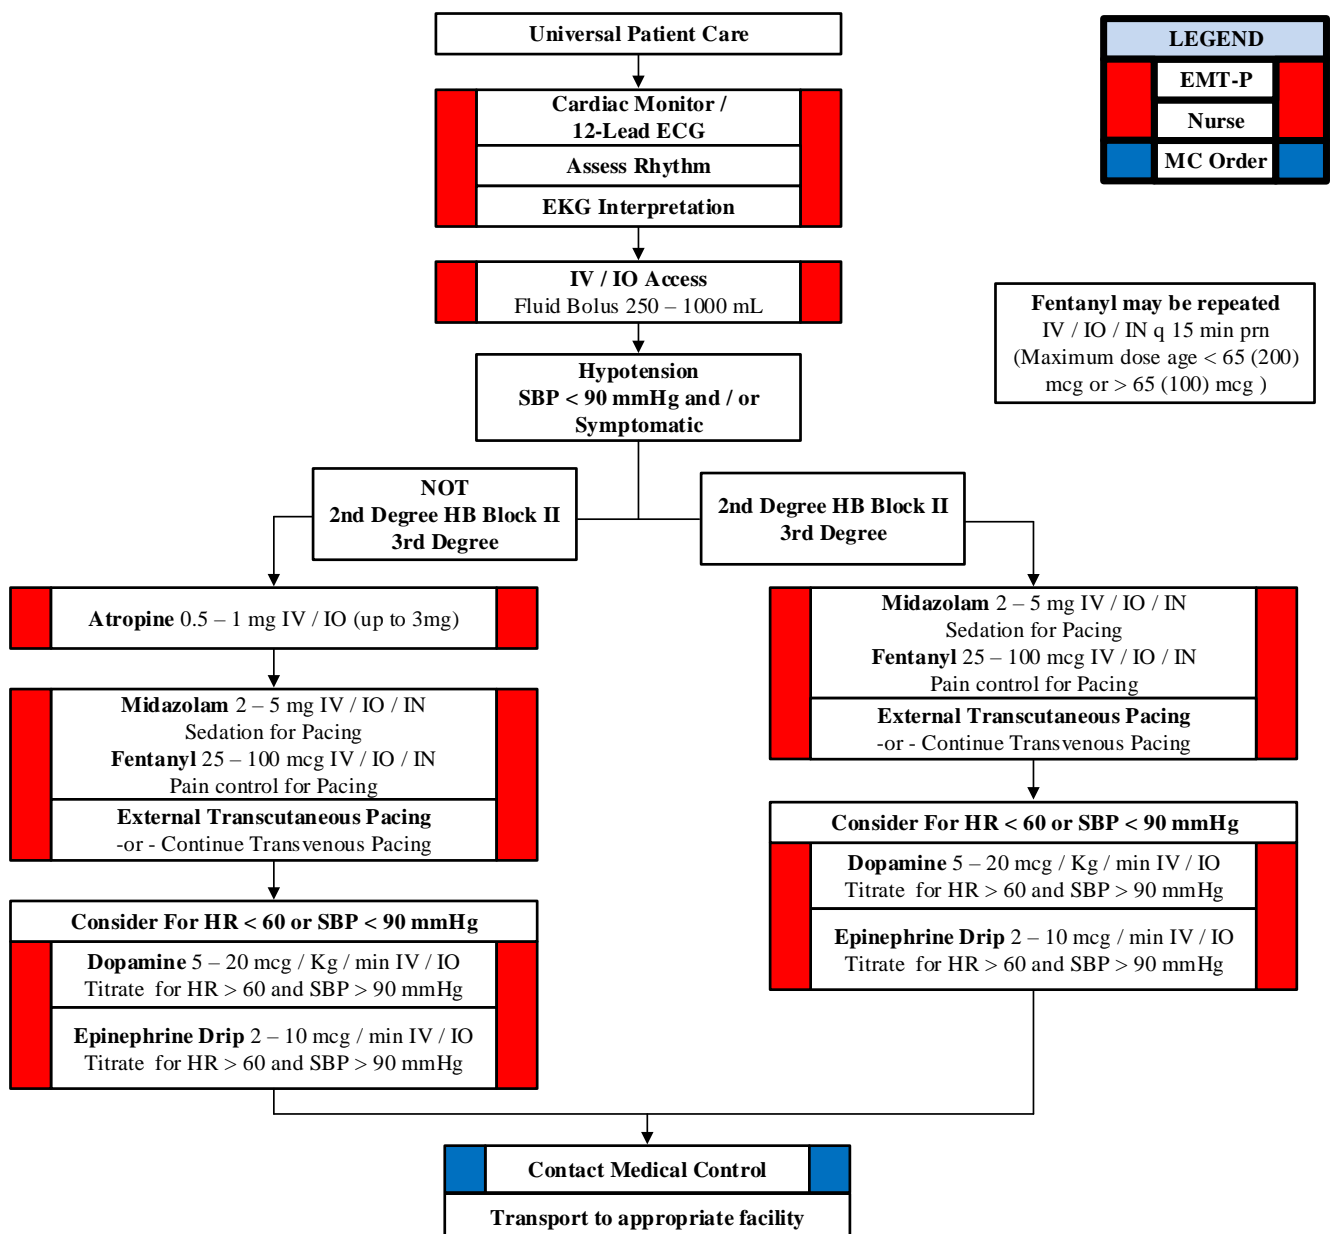 Universal Patient Care
LEGEND
EMT-P
Nurse
MC Order
Cardiac Monitor /
12-Lead ECG
Assess Rhythm
EKG Interpretation
IV / IO Access
Fluid Bolus 250 – 1000 mL
Fentanyl may be repeated
IV / IO / IN q 15 min prn
(Maximum dose age < 65 (200)
mcg or > 65 (100) mcg )
Hypotension
SBP < 90 mmHg and / or
Symptomatic
NOT
2nd Degree HB Block II
3rd Degree
2nd Degree HB Block II
3rd Degree
Atropine 0.5 – 1 mg IV / IO (up to 3mg)
Midazolam 2 – 5 mg IV / IO / IN
Sedation for Pacing
Fentanyl 25 – 100 mcg IV / IO / IN
Pain control for Pacing
External Transcutaneous Pacing
-or - Continue Transvenous Pacing
Consider For HR < 60 or SBP < 90 mmHg
Dopamine 5 – 20 mcg / Kg / min IV / IO
Titrate for HR > 60 and SBP > 90 mmHg
Epinephrine Drip 2 – 10 mcg / min IV / IO
Titrate for HR > 60 and SBP > 90 mmHg
Midazolam 2 – 5 mg IV / IO / IN
Sedation for Pacing
Fentanyl 25 – 100 mcg IV / IO / IN
Pain control for Pacing
External Transcutaneous Pacing
-or - Continue Transvenous Pacing
Consider For HR < 60 or SBP < 90 mmHg
Dopamine 5 – 20 mcg / Kg / min IV / IO
Titrate for HR > 60 and SBP > 90 mmHg
Epinephrine Drip 2 – 10 mcg / min IV / IO
Titrate for HR > 60 and SBP > 90 mmHg
Contact Medical Control
Transport to appropriate facility